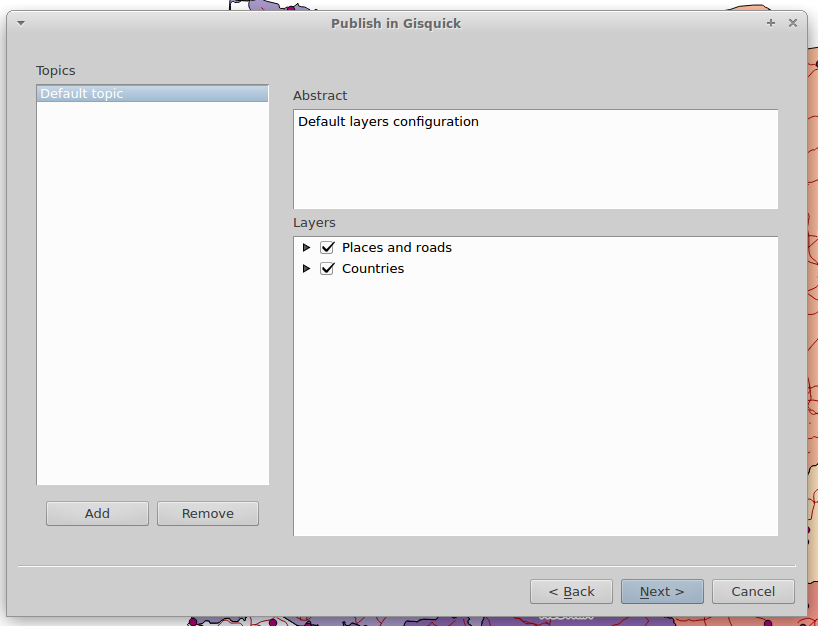 Publish in Gisquick
Topics
Default topic
Abstract
Default layers configuration
Layers
Places and roads
Countries
Add
Remove
< Back
Next >
Cancel